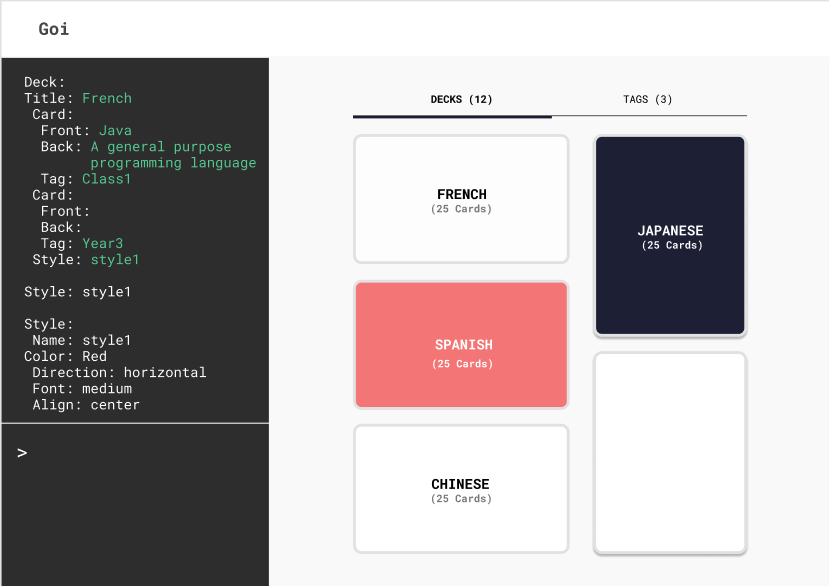 Goi
Deck:
Title: French
Card:
Front: Java
Back: A general purpose
programming language
Tag: Class1
Card:
Front:
Back:
Tag: Year3
Style: style1
Style: style1
Style:
Name: style1
Color: Red
Direction: horizontal
Font: medium
Align: center
>
DECKS (12)
TAGS (3)
FRENCH
(25 Cards)
JAPANESE
(25 Cards)
SPANISH
(25 Cards)
CHINESE
(25 Cards)